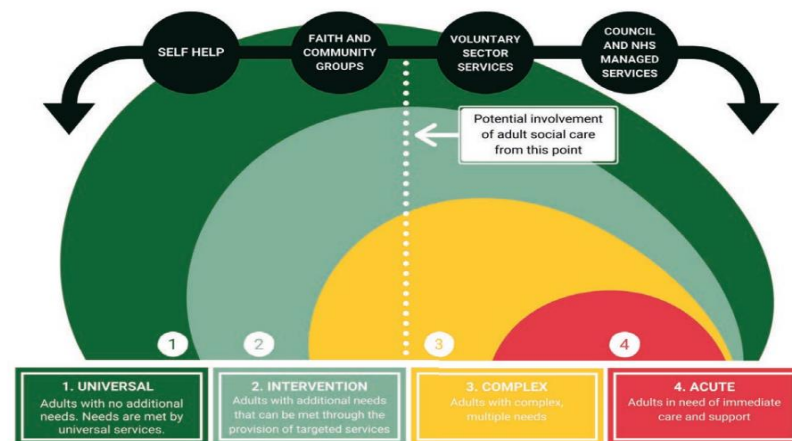 SELF HELP
FAITH AND
COMMUNITY
GROUPS
VOLUNTARY
SECTOR
SERVICES
COUNCIL
AND NHS
MANAGED
SERVICES
Potential involvement
of adult social care
from this point
1
2
3
4
1. UNIVERSAL
Adults with no additional
needs. Needs are met by
universal services.
2. INTERVENTION
Adults with additional needs
that can be met through the
provision of targeted services
3. COMPLEX
Adults with complex,
multiple needs
4. ACUTE
Adults in need of immediate
care and support